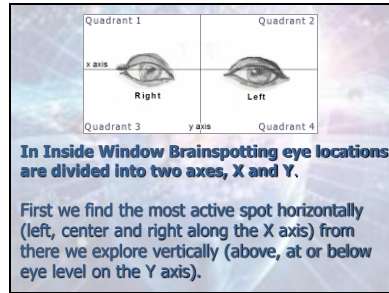 Quadrant 1 Quadrant 2
x axis
Right Left
Quadrant 3 y axis Quadrant 4
In Inside Window Brainspotting eye locations
are divided into two axes, X and Y.
First we find the most active spot horizontally
(left, center and right along the X axis) from
there we explore vertically (above, at or below
eye level on the Y axis).